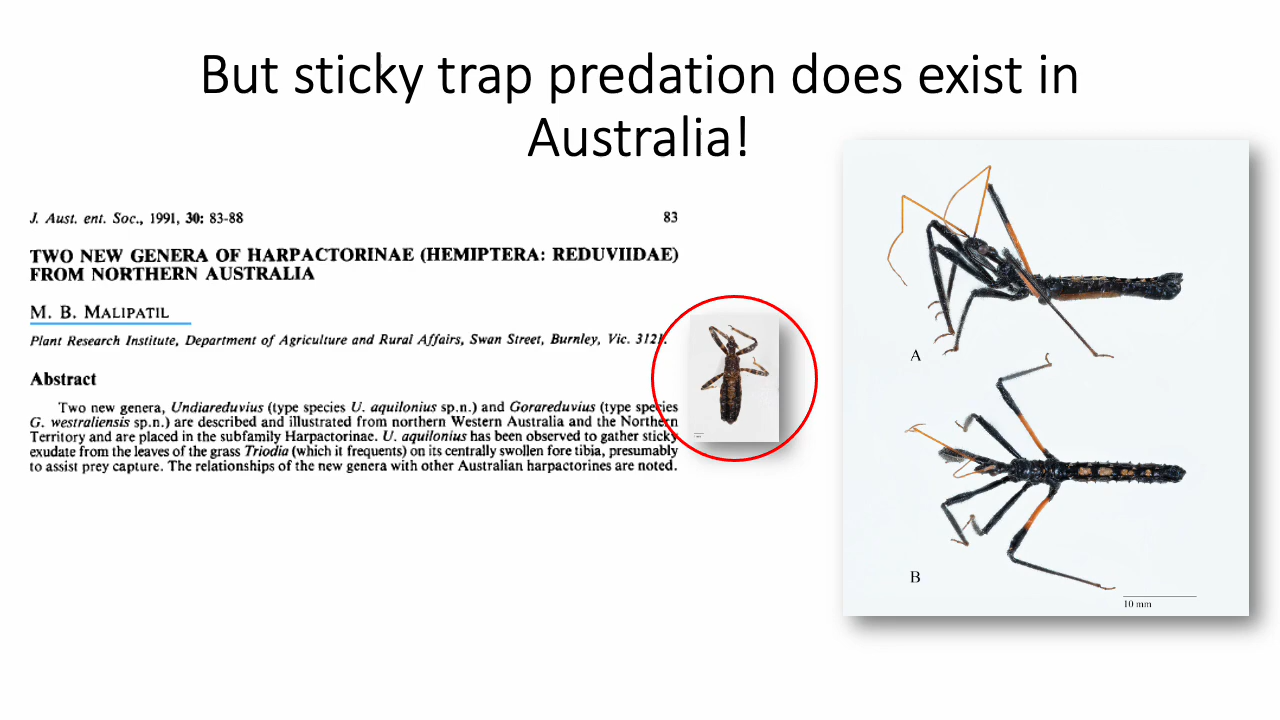 But sticky trap predation does exist in
Australia!
J. Aust. ent. Soc., 1991, 30: 83-88 83
TWO NEW GENERA OF HARPACTORINAE (HEMIPTERA: REDUVIIDAE)
FROM NORTHERN AUSTRALIA
M. B. MALIPATIL
Plant Research Institute, Department of Agriculture and Rural Affairs, Swan Street, Burnley, Vic. 3121.
Abstract
Two new genera, Undiareduvius (type species U. aquilonius sp.n.) and Gorareduvius (type species
G. westraliensis sp.n.) are described and illustrated from northern Western Australia and the Northern
Territory and are placed in the subfamily Harpactorinae. U. aquilonius has been observed to gather sticky
exudate from the leaves of the grass Triodia (which it frequents) on its centrally swollen fore tibia, presumably
to assist prey capture. The relationships of the new genera with other Australian harpactorines are noted.
A
B
10 mm